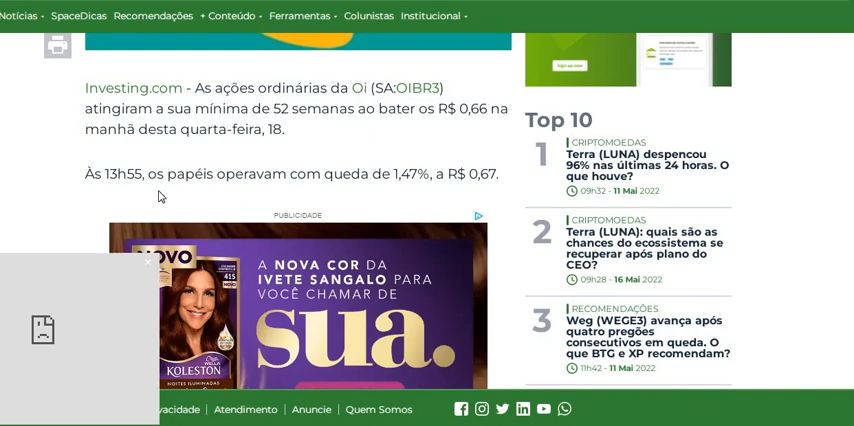 Notícias SpaceDicas Recomendações + Conteúdo Ferramentas Colunistas Institucional
Investing.com - As ações ordinárias da Oi (SA:OIBR3)
atingiram a sua mínima de 52 semanas ao bater os R$ 0,66 na
manhã desta quarta-feira, 18.
Às 13h55, os papéis operavam com queda de 1,47%, a R$ 0,67.
PUBLICIDADE
NOVO
415
NOVO
WELLA
KOLESTON
NOITES ILUMINADAS
A NOVA COR DA
IVETE SANGALO PARA
VOCÊ CHAMAR DE
sua.
Top 10
1
CRIPTOMOEDAS
Terra (LUNA) despencou
96% nas últimas 24 horas. O
que houve?
09h32 - 11 Mai 2022
2
CRIPTOMOEDAS
Terra (LUNA): quais são as
chances do ecossistema se
recuperar após plano do
CEO?
09h28 - 16 Mai 2022
3
RECOMENDAÇÕES
Weg (WEGE3) avança após
quatro pregões
consecutivos em queda. O
que BTG e XP recomendam?
11h42 - 11 Mai 2022
vacidade | Atendimento | Anuncie | Quem Somos